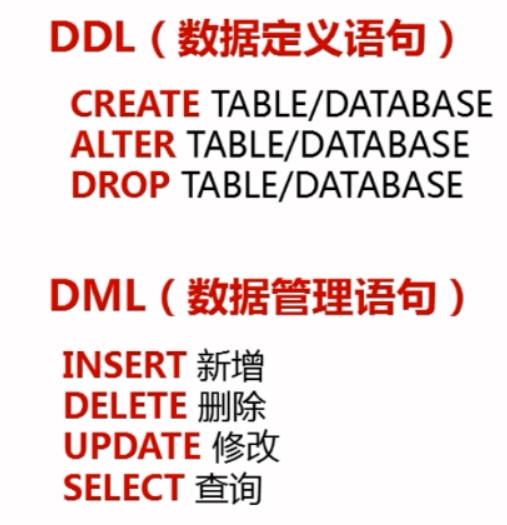 DDL（数据定义语句）
CREATE TABLE/DATABASE
ALTER TABLE/DATABASE
DROP TABLE/DATABASE
DML（数据管理语句）
INSERT 新增
DELETE 删除
UPDATE 修改
SELECT 查询